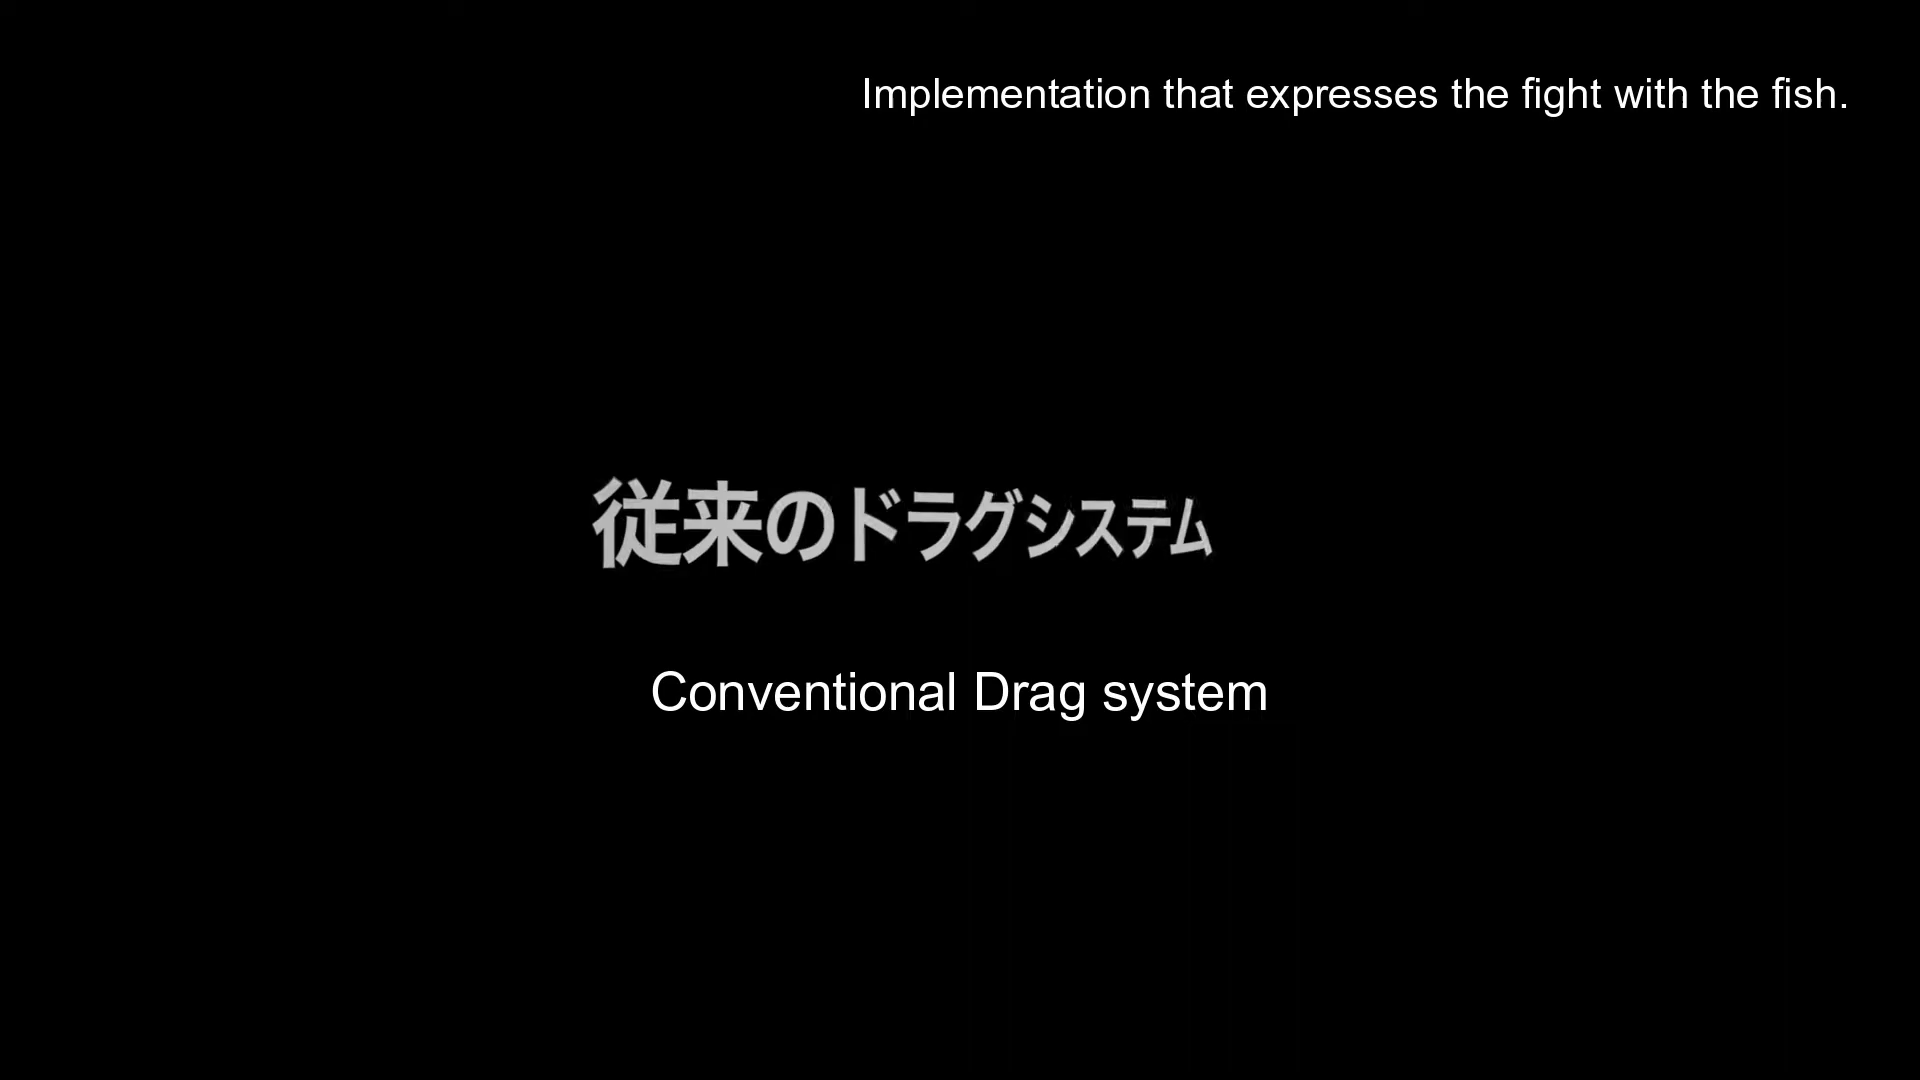 Implementation that expresses the fight with the fish.
従来のドラグシステム
Conventional Drag system